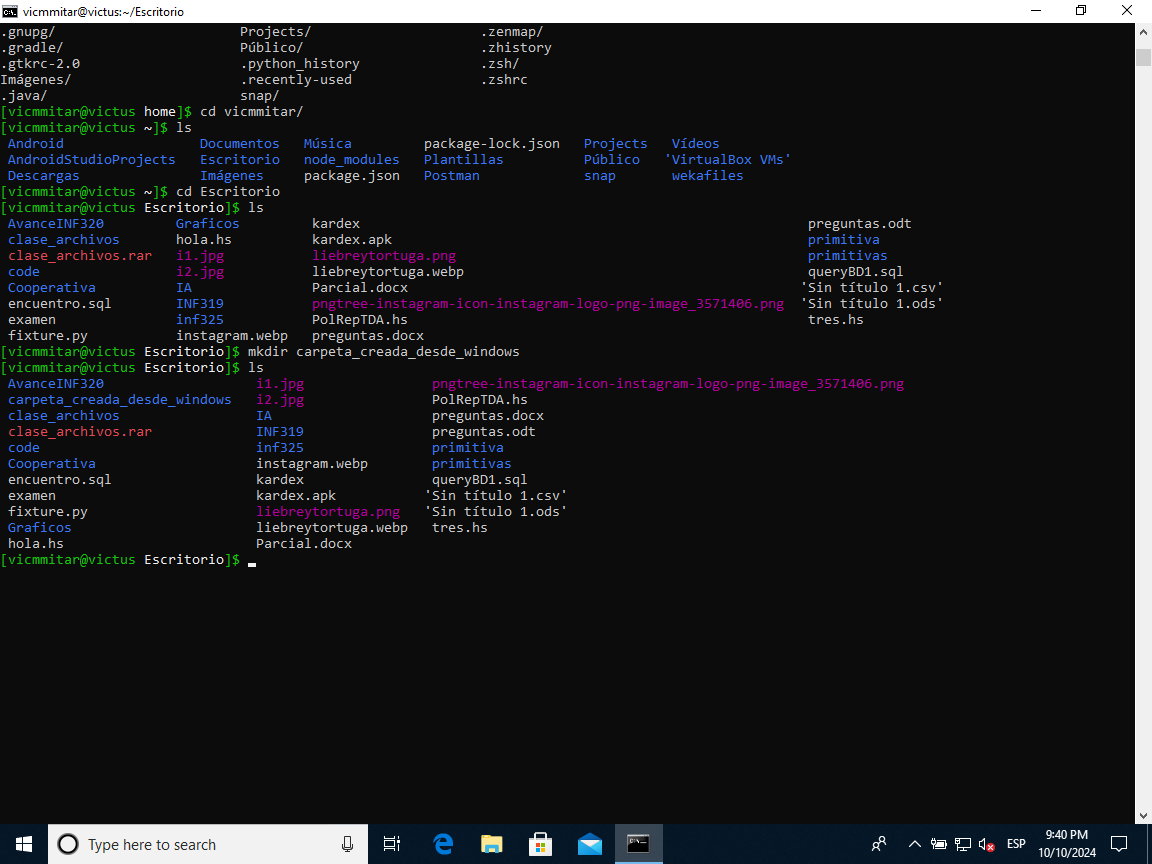 vicmmitar@victus:~/Escritorio
.gnupg/ Projects/ .zenmap/
.gradle/ Público/ .zhistory
.gtkrc-2.0 .python_history .zsh/
Imágenes/ .recently-used .zshrc
.java/ snap/
[vicmmitar@victus home]$ cd vicmmitar/
[vicmmitar@victus ~]$ ls
Android Documentos Música package-lock.json Projects Vídeos
AndroidStudioProjects Escritorio node_modules Plantillas Público 'VirtualBox VMs'
Descargas Imágenes package.json Postman snap wekafiles
[vicmmitar@victus ~]$ cd Escritorio
[vicmmitar@victus Escritorio]$ ls
AvanceINF320 Graficos kardex preguntas.odt
clase_archivos hola.hs kardex.apk primitiva
clase_archivos.rar i1.jpg liebreytortuga.png primitivas
code i2.jpg liebreytortuga.webp queryBD1.sql
Cooperativa IA Parcial.docx 'Sin título 1.csv'
encuentro.sql INF319 pngtree-instagram-icon-instagram-logo-png-image_3571406.png 'Sin título 1.ods'
examen inf325 PolRepTDA.hs tres.hs
fixture.py instagram.webp preguntas.docx
[vicmmitar@victus Escritorio]$ mkdir carpeta_creada_desde_windows
[vicmmitar@victus Escritorio]$ ls
AvanceINF320 i1.jpg pngtree-instagram-icon-instagram-logo-png-image_3571406.png
carpeta_creada_desde_windows i2.jpg PolRepTDA.hs
clase_archivos IA preguntas.docx
clase_archivos.rar INF319 preguntas.odt
code inf325 primitiva
Cooperativa instagram.webp primitivas
encuentro.sql kardex queryBD1.sql
examen kardex.apk 'Sin título 1.csv'
fixture.py liebreytortuga.png 'Sin título 1.ods'
Graficos liebreytortuga.webp tres.hs
hola.hs Parcial.docx
[vicmmitar@victus Escritorio]$
Type here to search
ESP
9:40 PM
10/10/2024